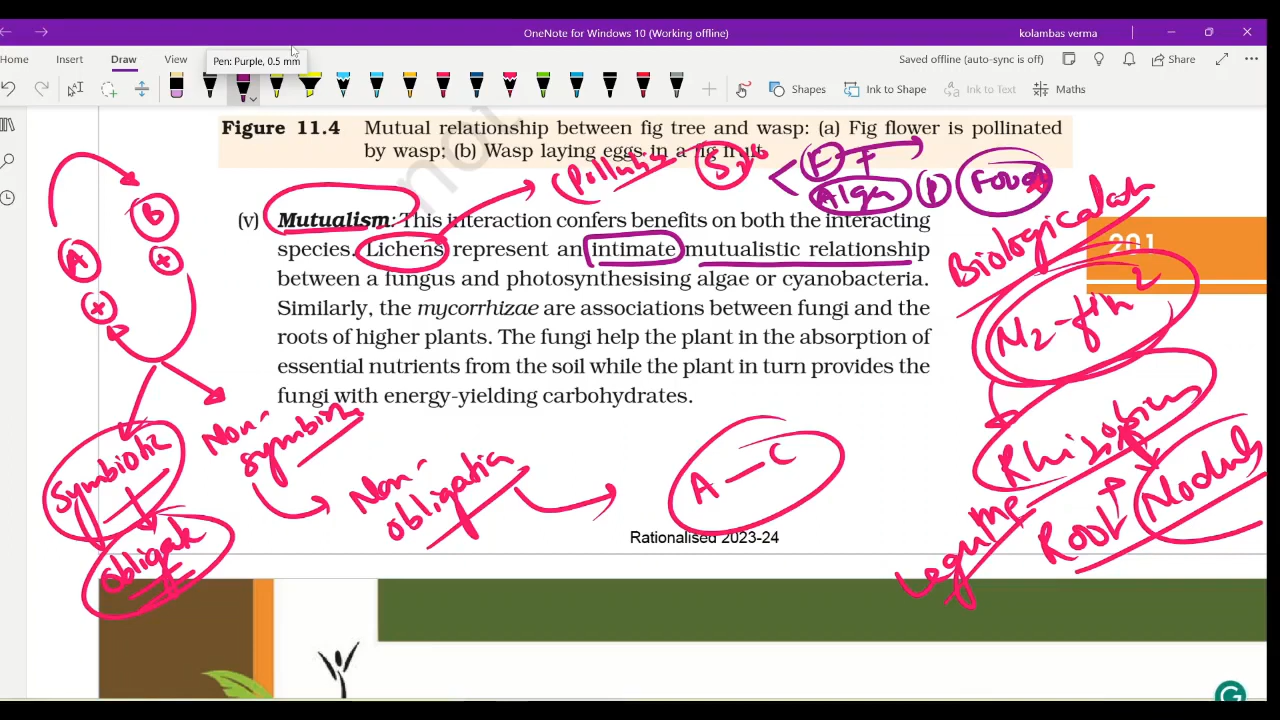 OneNote for Windows 10 (Working offline)
kolambas verma
Home Insert Draw View
Saved offline (auto-sync is off)
Share
Pen: Purple, 0.5 mm
Shapes
Ink to Shape
Ink to Text
Maths
Figure 11.4 Mutual relationship between fig tree and wasp: (a) Fig flower is pollinated
by wasp; (b) Wasp laying eggs in a fig fruit
F F
Alga P Food
B
A
+
+
(v) Mutualism: This interaction confers benefits on both the interacting
species. Lichens represent an intimate mutualistic relationship
between a fungus and photosynthesising algae or cyanobacteria.
Similarly, the mycorrhizae are associations between fungi and the
roots of higher plants. The fungi help the plant in the absorption of
essential nutrients from the soil while the plant in turn provides the
fungi with energy-yielding carbohydrates.
201
Biological
N2-fix
Rhizobium
Root Nodules
Symbiotic
obligate
Non-
Non-
A - C
Rationalised 2023-24